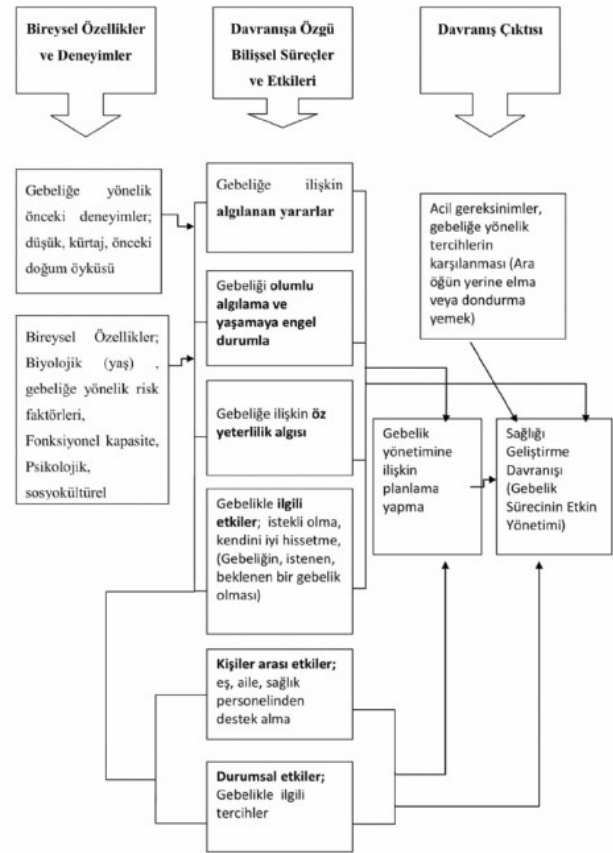 Bireysel Özellikler
ve Deneyimler
Davranışa Özgü
Bilişsel Süreçler
ve Etkileri
Davranış Çıktısı
Gebeliğe yönelik
önceki deneyimler;
düşük, kürtaj, önceki
doğum öyküsü
Bireysel Özellikler;
Biyolojik (yaş) ,
gebeliğe yönelik risk
faktörleri,
Fonksiyonel kapasite,
Psikolojik,
sosyokültürel
Gebeliğe ilişkin
algılanan yararlar
Gebeliği olumlu
algılama ve
yaşamaya engel
durumla
Gebeliğe ilişkin öz
yeterlilik algısı
Gebelikle ilgili
etkiler; istekli olma,
kendini iyi hissetme,
(Gebeliğin, istenen,
beklenen bir gebelik
olması)
Kişiler arası etkiler;
eş, aile, sağlık
personelinden
destek alma
Durumsal etkiler;
Gebelikle ilgili
tercihler
Acil gereksinimler,
gebeliğe yönelik
tercihlerin
karşılanması (Ara
öğün yerine elma
veya dondurma
yemek)
Gebelik
yönetimine
ilişkin
planlama
yapma
Sağlığı
Geliştirme
Davranışı
(Gebelik
Sürecinin Etkin
Yönetimi)